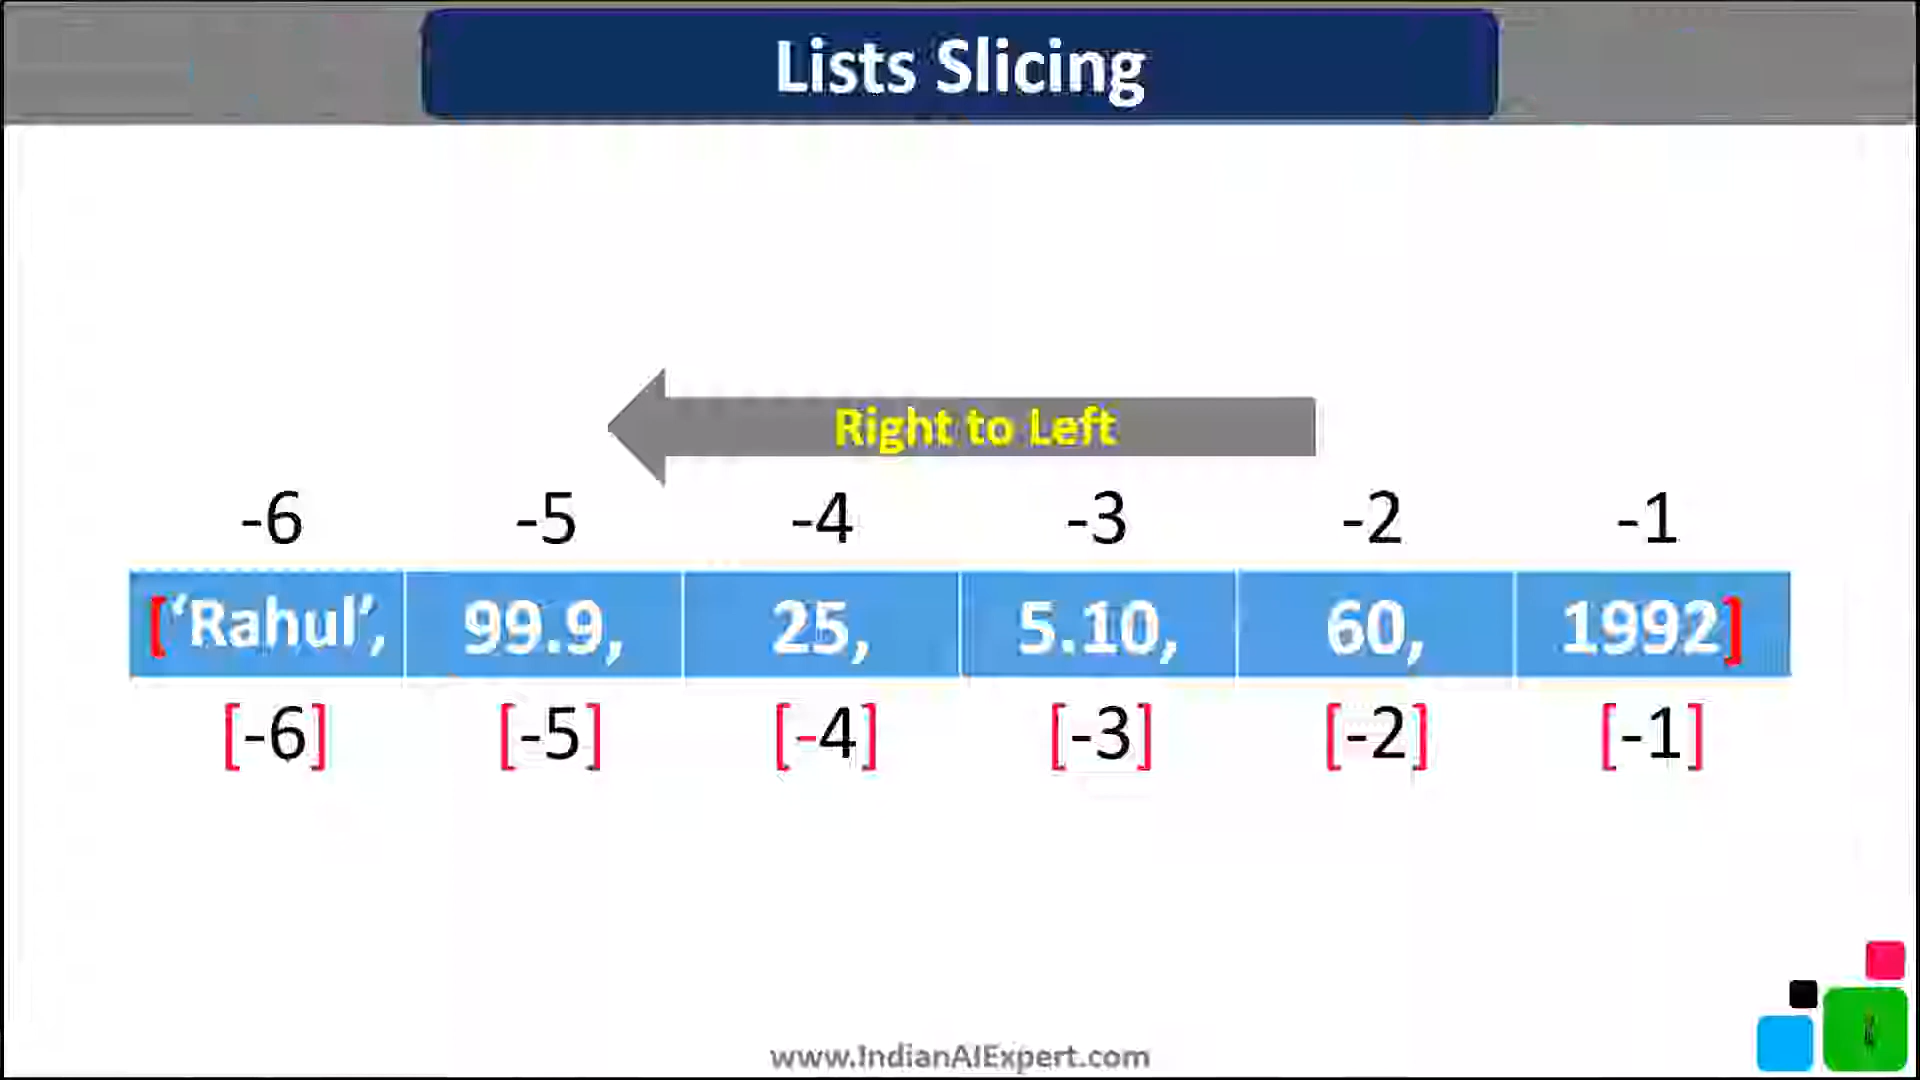 Lists Slicing
Right to Left
-6 -5 -4 -3 -2 -1
[‘Rahul’, 99.9, 25, 5.10, 60, 1992]
[-6] [-5] [-4] [-3] [-2] [-1]
www.IndianAIExpert.com